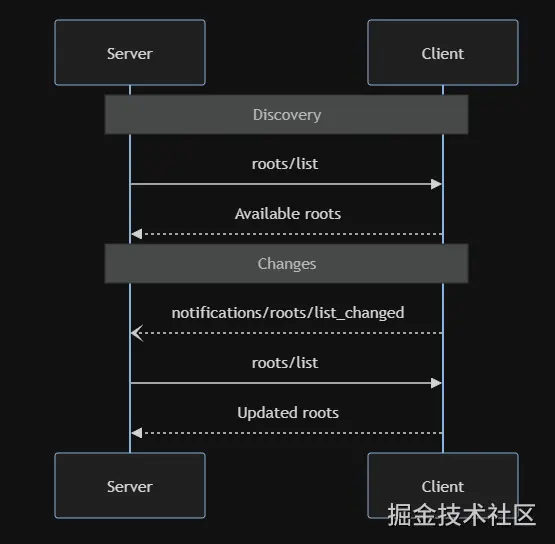 Server
Client
Discovery
roots/list
Available roots
Changes
notifications/roots/list_changed
roots/list
Updated roots
Server
Client
掘金技术社区